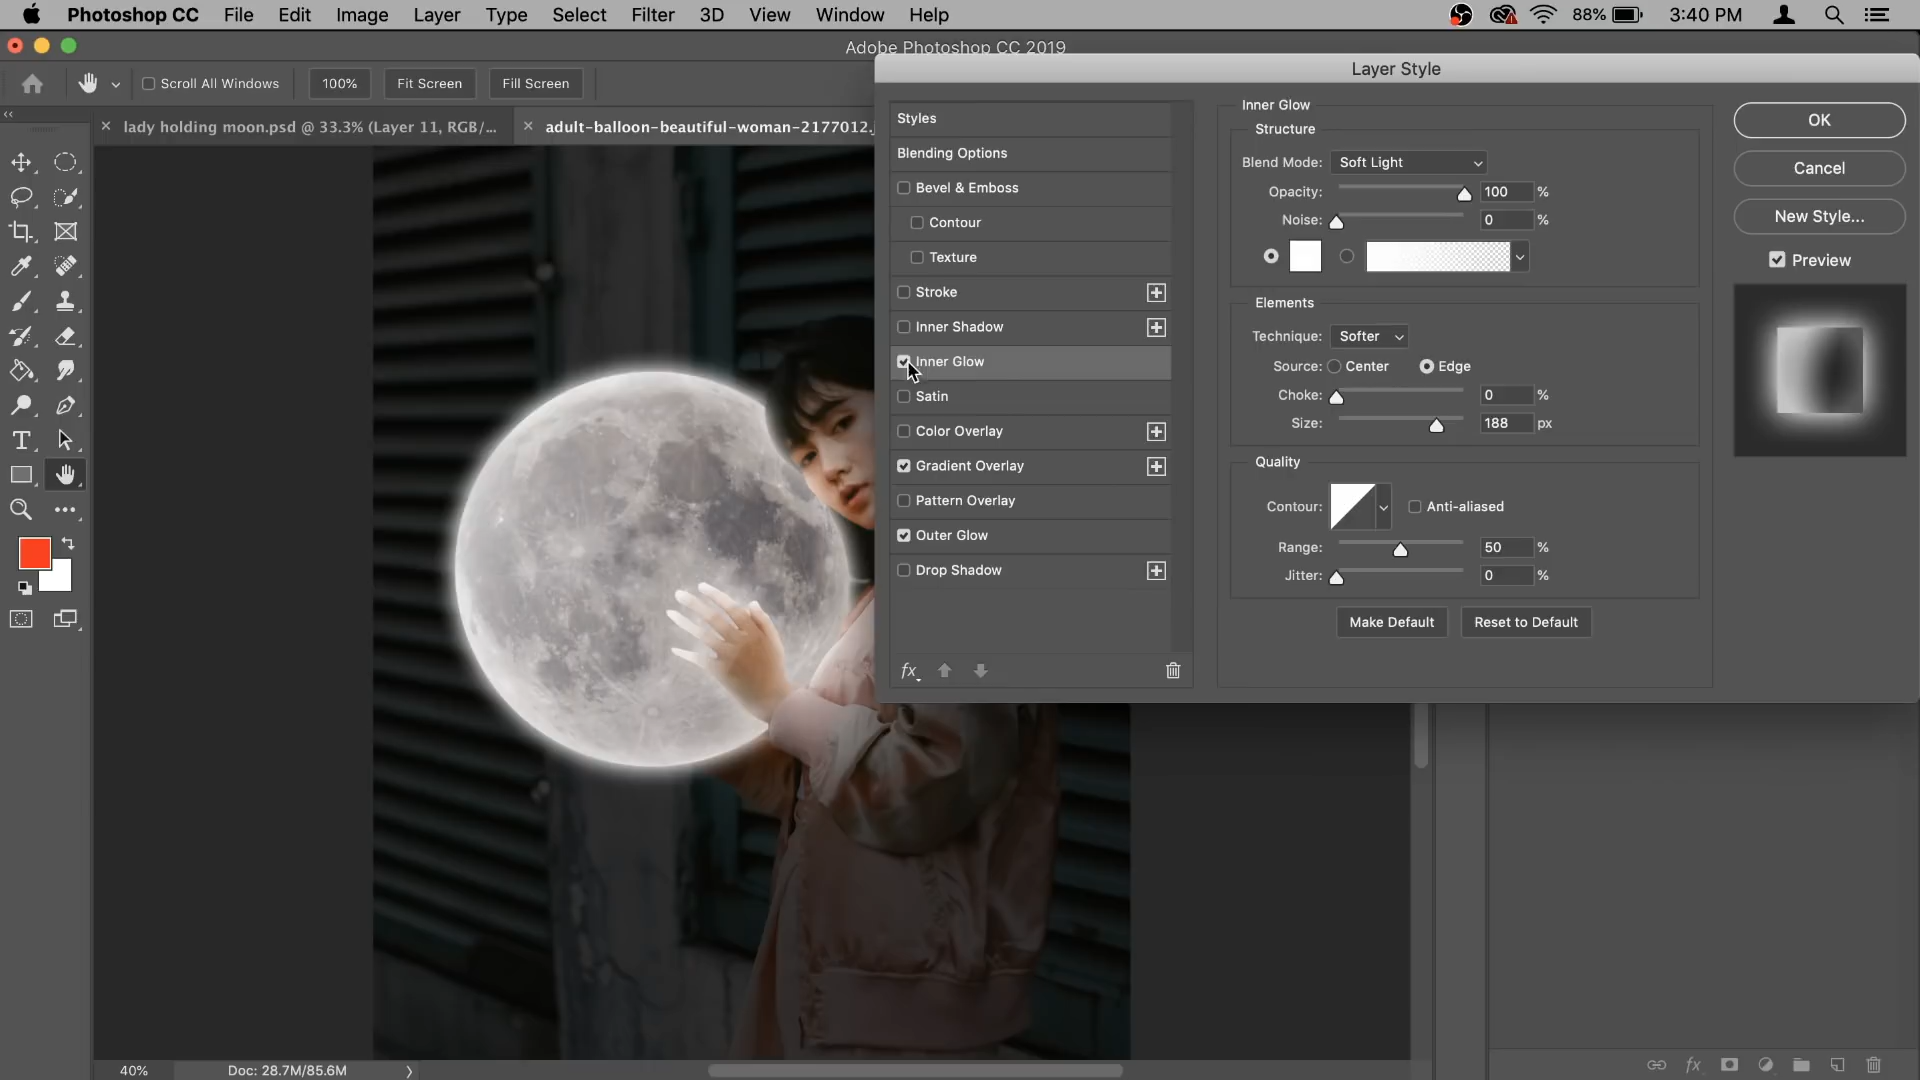 Photoshop CC File Edit Image Layer Type Select Filter 3D View Window Help 88% 3:40 PM
Adobe Photoshop CC 2019
Scroll All Windows 100% Fit Screen Fill Screen
lady holding moon.psd @ 33.3% (Layer 11, RGB/... adult-balloon-beautiful-woman-2177012.j
Layer Style
Styles
Blending Options
Bevel & Emboss
Contour
Texture
Stroke
Inner Shadow
Inner Glow
Satin
Color Overlay
Gradient Overlay
Pattern Overlay
Outer Glow
Drop Shadow
fx
Inner Glow
Structure
Blend Mode: Soft Light
Opacity: 100 %
Noise: 0 %
Elements
Technique: Softer
Source: Center Edge
Choke: 0 %
Size: 188 px
Quality
Contour: Anti-aliased
Range: 50 %
Jitter: 0 %
Make Default Reset to Default
OK
Cancel
New Style...
Preview
T
40% Doc: 28.7M/85.6M
fx